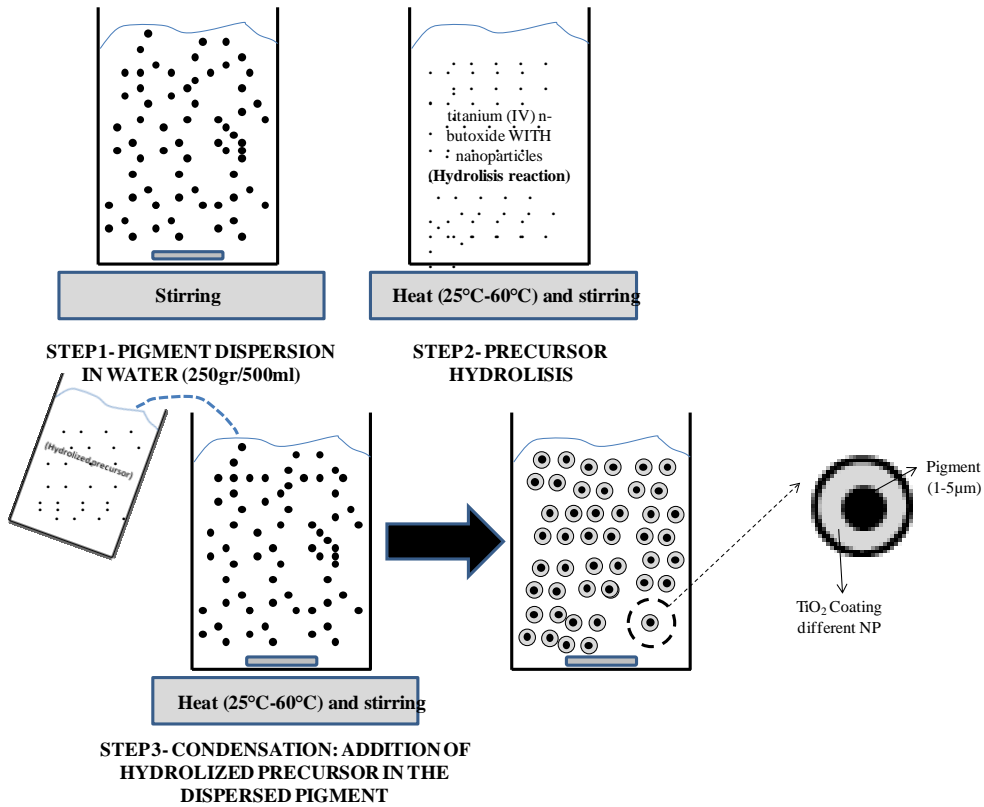 titanium (IV) n-
butoxide WITH
nanoparticles
(Hydrolisis reaction)
Stirring
Heat (25°C-60°C) and stirring
STEP1- PIGMENT DISPERSION
IN WATER (250gr/500ml)
STEP2- PRECURSOR
HYDROLISIS
(Hydrolized precursor)
Pigment
(1-5µm)
TiO2 Coating
different NP
Heat (25°C-60°C) and stirring
STEP3- CONDENSATION: ADDITION OF
HYDROLIZED PRECURSOR IN THE
DISPERSED PIGMENT